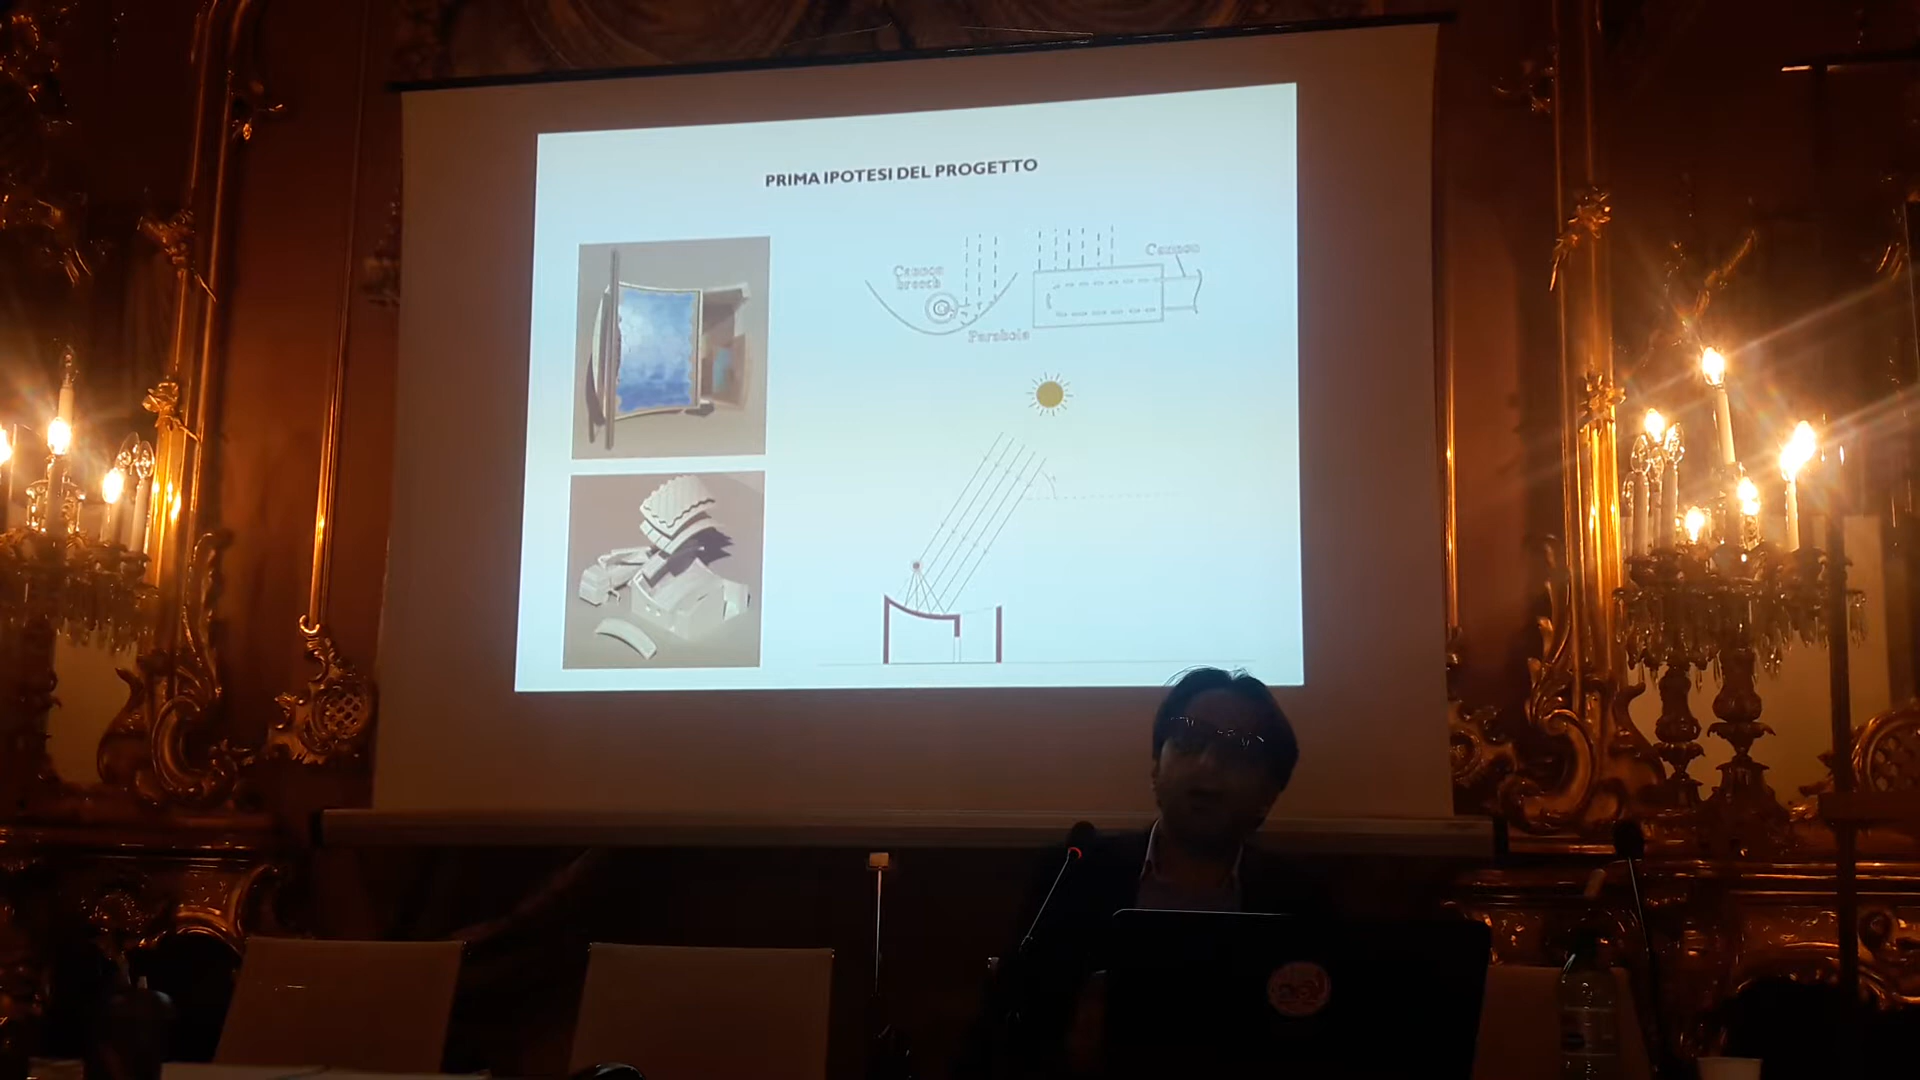 PRIMA IPOTESI DEL PROGETTO
Cannon
breech
Parabola
Cannon